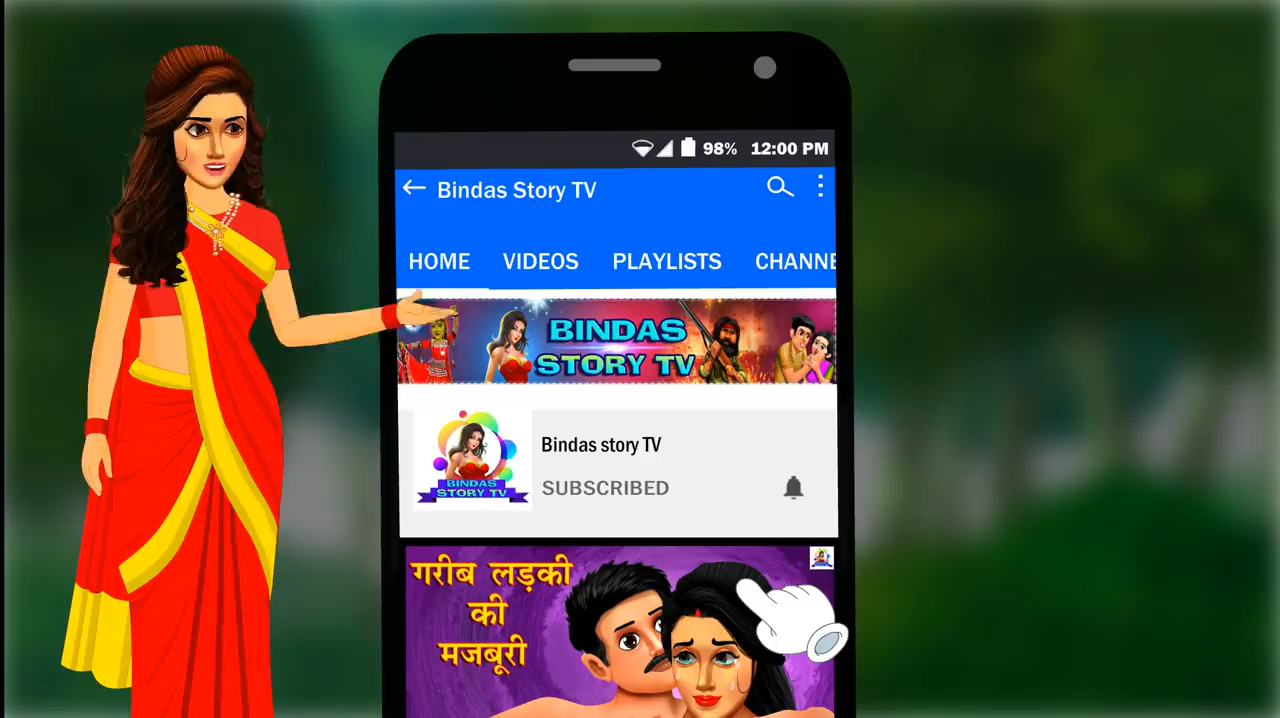 98% 12:00 PM
Bindas Story TV
HOME VIDEOS PLAYLISTS CHANNE
BINDAS
STORY TV
Bindas story TV
SUBSCRIBED
BINDAS
STORY TV
गरीब लड़की
की
मजबूरी